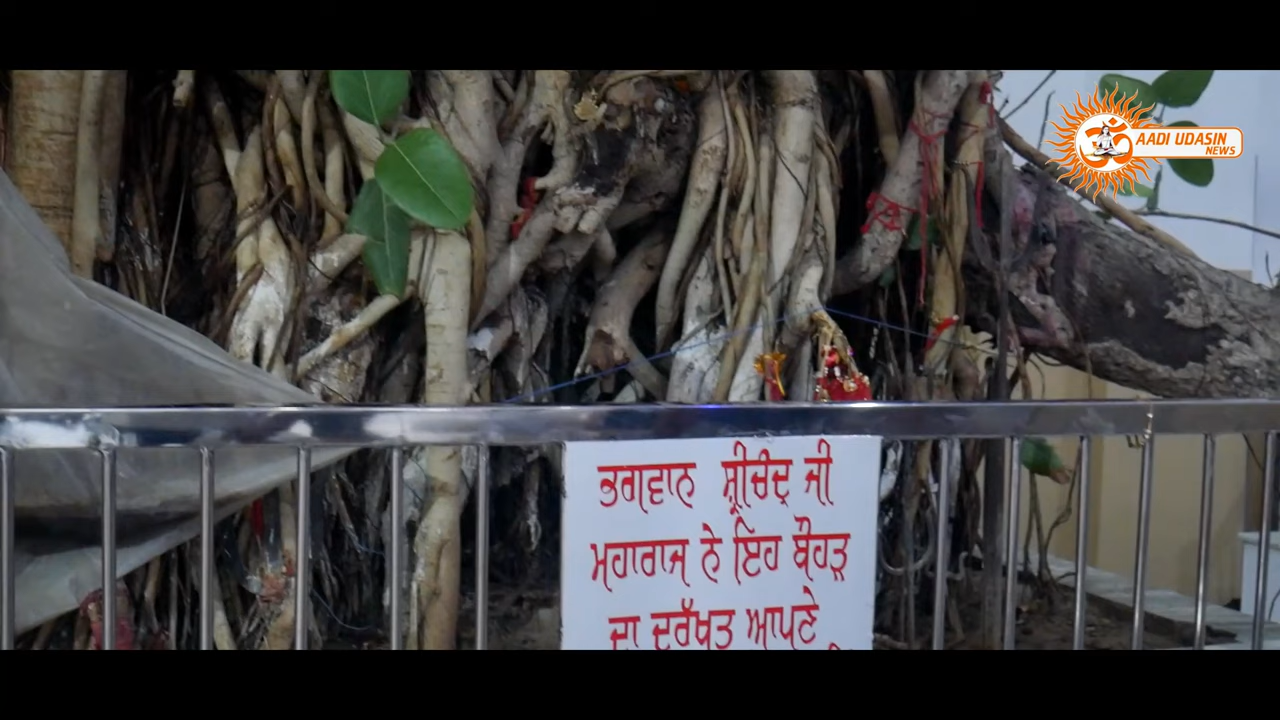 AADI UDASIN
NEWS
ਭਗਵਾਨ ਸ਼੍ਰੀਚੰਦ੍ਰ ਜੀ
ਮਹਾਰਾਜ ਨੇ ਇਹ ਬੌਹੜ
ਦਾ ਦਰੱਖਤ ਆਪਣੇ